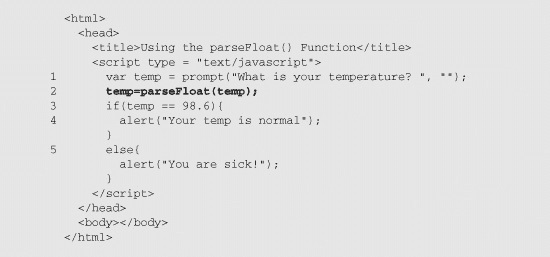 <html>
<head>
<title>Using the parseFloat() Function</title>
<script type = "text/javascript">
1 var temp = prompt("What is your temperature? ", "");
2 temp=parseFloat(temp);
3 if(temp == 98.6){
4 alert("Your temp is normal");
}
5 else{
alert("You are sick!");
}
</script>
</head>
<body></body>
</html>